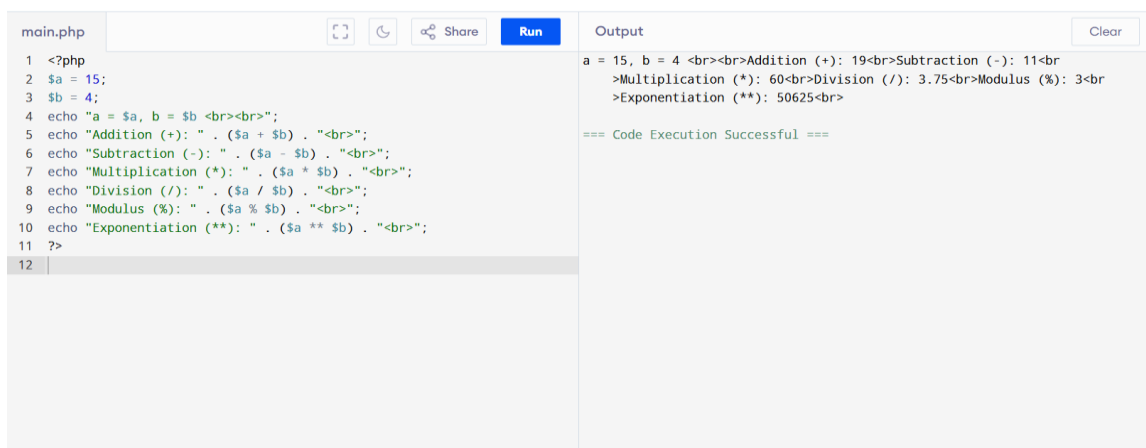 main.php
Share
Run
1 <?php
2 $a = 15;
3 $b = 4;
4 echo "a = $a, b = $b <br><br>";
5 echo "Addition (+): " . ($a + $b) . "<br>";
6 echo "Subtraction (-): " . ($a - $b) . "<br>";
7 echo "Multiplication (*): " . ($a * $b) . "<br>";
8 echo "Division (/): " . ($a / $b) . "<br>";
9 echo "Modulus (%): " . ($a % $b) . "<br>";
10 echo "Exponentiation (**): " . ($a ** $b) . "<br>";
11 ?>
12
Output
Clear
a = 15, b = 4 <br><br>Addition (+): 19<br>Subtraction (-): 11<br
>Multiplication (*): 60<br>Division (/): 3.75<br>Modulus (%): 3<br
>Exponentiation (**): 50625<br>
=== Code Execution Successful ===